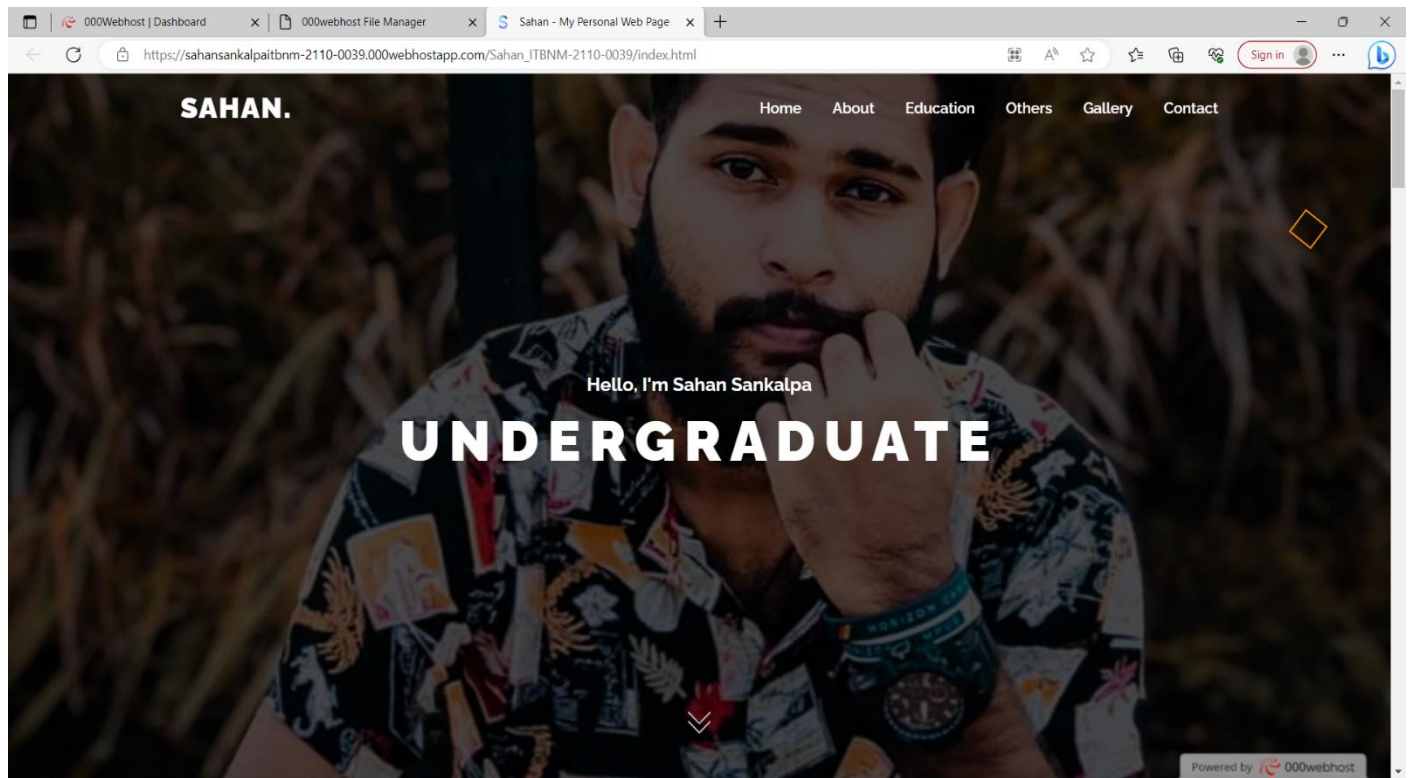 000Webhost | Dashboard
000webhost File Manager
Sahan - My Personal Web Page
https://sahansankalpaitbnm-2110-0039.000webhostapp.com/Sahan_ITBNM-2110-0039/index.html
Sign in
SAHAN.
Home About Education Others Gallery Contact
Hello, I'm Sahan Sankalpa
UNDERGRADUATE
HORIZON
Powered by 000webhost